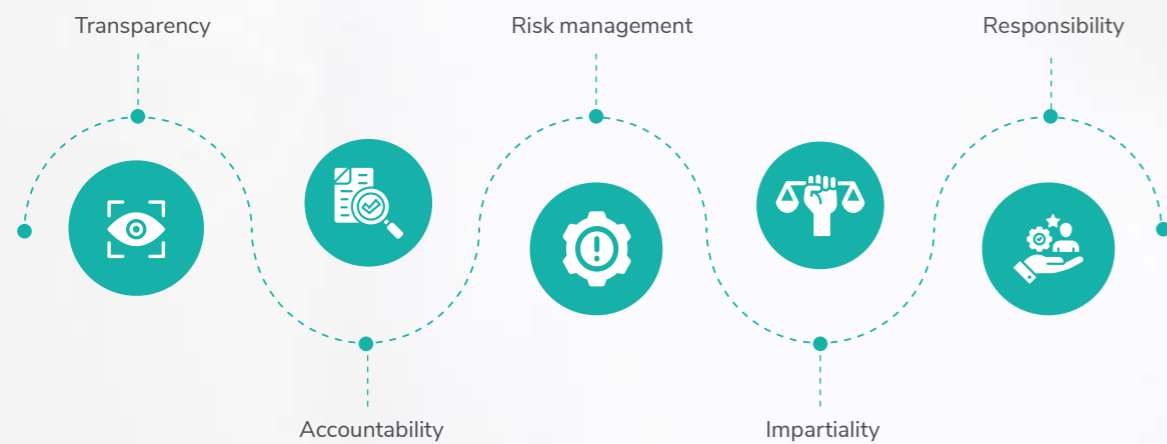 Transparency
Risk management
Responsibility
Accountability
Impartiality